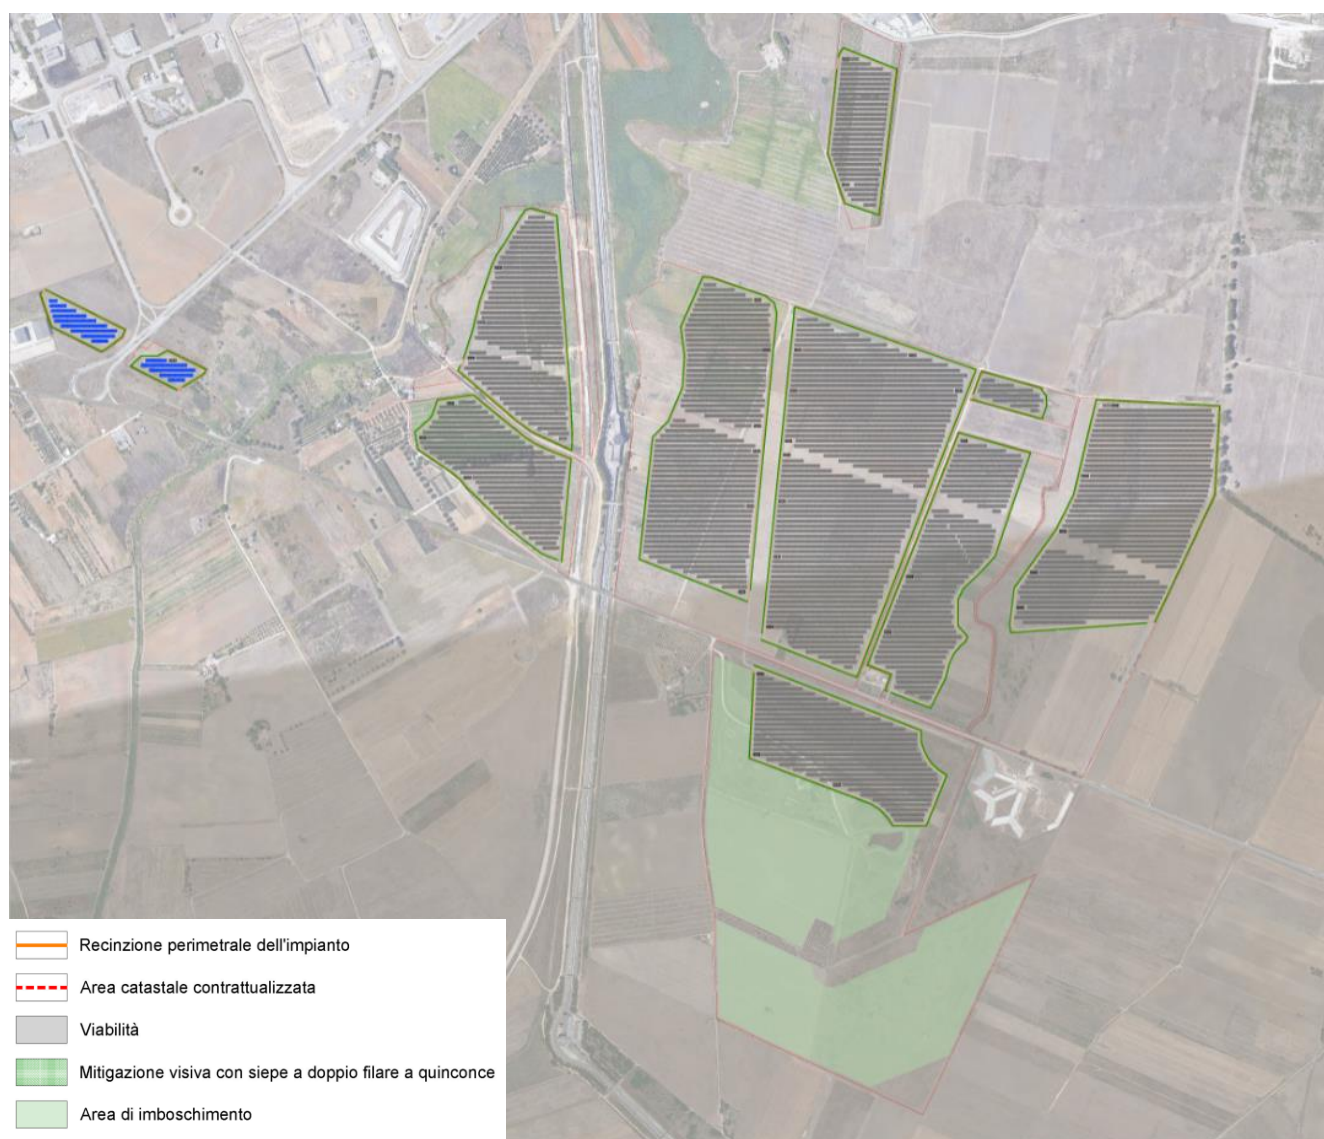 Recinzione perimetrale dell'impianto
Area catastale contrattualizzata
Viabilità
Mitigazione visiva con siepe a doppio filare a quinconce
Area di imboschimento